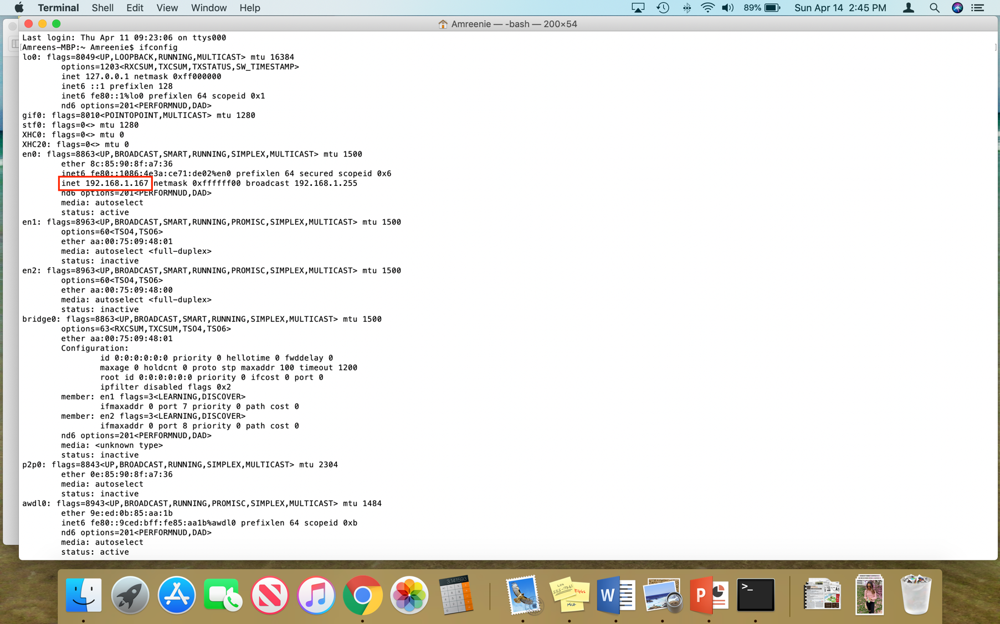 Terminal Shell Edit View Window Help 89% Sun Apr 14 2:45 PM
Amreenie — -bash — 200×54
Last login: Thu Apr 11 09:23:06 on ttys000
[Amreens-MBP:~ Amreenie$ ifconfig ]
lo0: flags=8049<UP,LOOPBACK,RUNNING,MULTICAST> mtu 16384
options=1203<RXCSUM,TXCSUM,TXSTATUS,SW_TIMESTAMP>
inet 127.0.0.1 netmask 0xff000000
inet6 ::1 prefixlen 128
inet6 fe80::1%lo0 prefixlen 64 scopeid 0x1
nd6 options=201<PERFORMNUD,DAD>
gif0: flags=8010<POINTOPOINT,MULTICAST> mtu 1280
stf0: flags=0<> mtu 1280
XHC0: flags=0<> mtu 0
XHC20: flags=0<> mtu 0
en0: flags=8863<UP,BROADCAST,SMART,RUNNING,SIMPLEX,MULTICAST> mtu 1500
ether 8c:85:90:8f:a7:36
inet6 fe80::1086:4e3a:ce71:de02%en0 prefixlen 64 secured scopeid 0x6
inet 192.168.1.167 netmask 0xffffff00 broadcast 192.168.1.255
nd6 options=201<PERFORMNUD,DAD>
media: autoselect
status: active
en1: flags=8963<UP,BROADCAST,SMART,RUNNING,PROMISC,SIMPLEX,MULTICAST> mtu 1500
options=60<TSO4,TSO6>
ether aa:00:75:09:48:01
media: autoselect <full-duplex>
status: inactive
en2: flags=8963<UP,BROADCAST,SMART,RUNNING,PROMISC,SIMPLEX,MULTICAST> mtu 1500
options=60<TSO4,TSO6>
ether aa:00:75:09:48:00
media: autoselect <full-duplex>
status: inactive
bridge0: flags=8863<UP,BROADCAST,SMART,RUNNING,SIMPLEX,MULTICAST> mtu 1500
options=63<RXCSUM,TXCSUM,TSO4,TSO6>
ether aa:00:75:09:48:01
Configuration:
id 0:0:0:0:0:0 priority 0 hellotime 0 fwddelay 0
maxage 0 holdcnt 0 proto stp maxaddr 100 timeout 1200
root id 0:0:0:0:0:0 priority 0 ifcost 0 port 0
ipfilter disabled flags 0x2
member: en1 flags=3<LEARNING,DISCOVER>
ifmaxaddr 0 port 7 priority 0 path cost 0
member: en2 flags=3<LEARNING,DISCOVER>
ifmaxaddr 0 port 8 priority 0 path cost 0
nd6 options=201<PERFORMNUD,DAD>
media: <unknown type>
status: inactive
p2p0: flags=8843<UP,BROADCAST,RUNNING,SIMPLEX,MULTICAST> mtu 2304
ether 0e:85:90:8f:a7:36
media: autoselect
status: inactive
awdl0: flags=8943<UP,BROADCAST,RUNNING,PROMISC,SIMPLEX,MULTICAST> mtu 1484
ether 9e:ed:0b:85:aa:1b
inet6 fe80::9ced:bff:fe85:aa1b%awdl0 prefixlen 64 scopeid 0xb
nd6 options=201<PERFORMNUD,DAD>
media: autoselect
status: active
3.141593
EGGs
MilK
W
P
>_